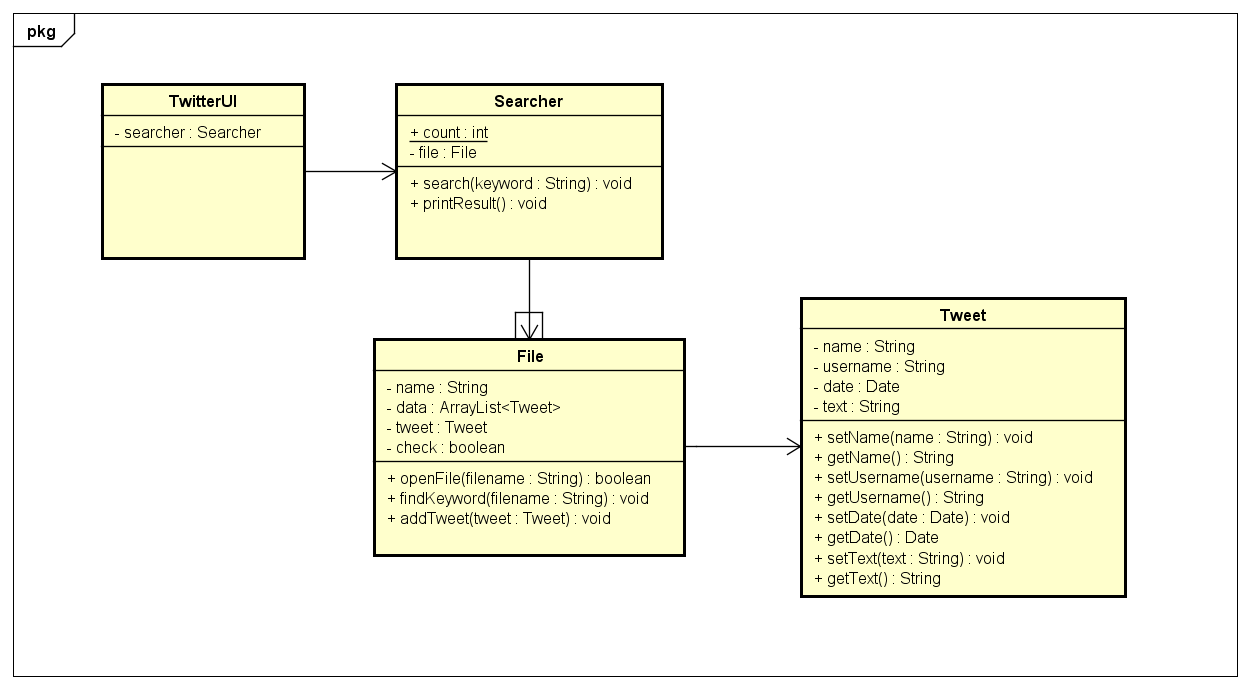 pkg
TwitterUI
- searcher : Searcher
Searcher
+ count : int
- file : File
+ search(keyword : String) : void
+ printResult() : void
File
- name : String
- data : ArrayList<Tweet>
- tweet : Tweet
- check : boolean
+ openFile(filename : String) : boolean
+ findKeyword(filename : String) : void
+ addTweet(tweet : Tweet) : void
Tweet
- name : String
- username : String
- date : Date
- text : String
+ setName(name : String) : void
+ getName() : String
+ setUsername(username : String) : void
+ getUsername() : String
+ setDate(date : Date) : void
+ getDate() : Date
+ setText(text : String) : void
+ getText() : String